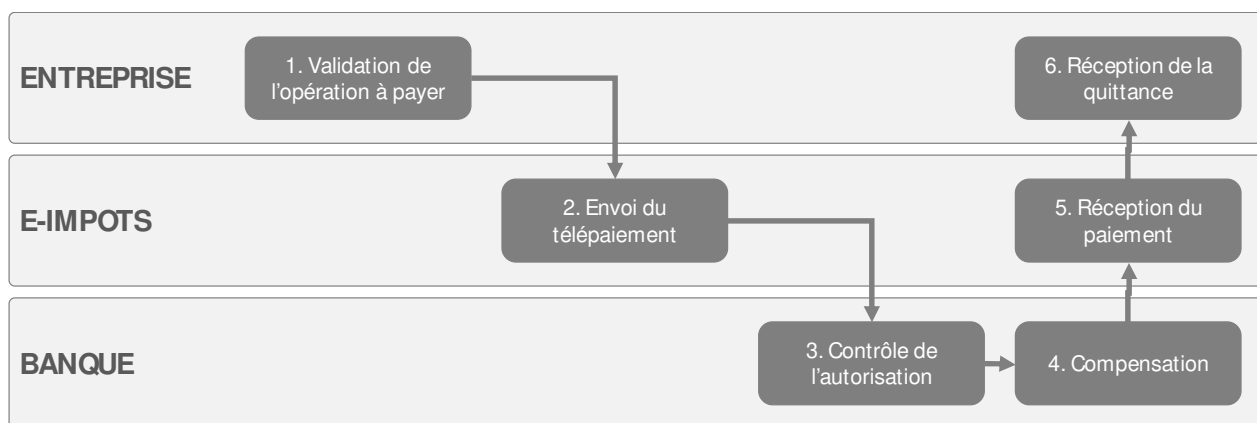 ENTREPRISE
1. Validation de
l'opération à payer
6. Réception de la
quittance
E-IMPOTS
2. Envoi du
télépaiement
5. Réception du
paiement
BANQUE
3. Contrôle de
l'autorisation
4. Compensation